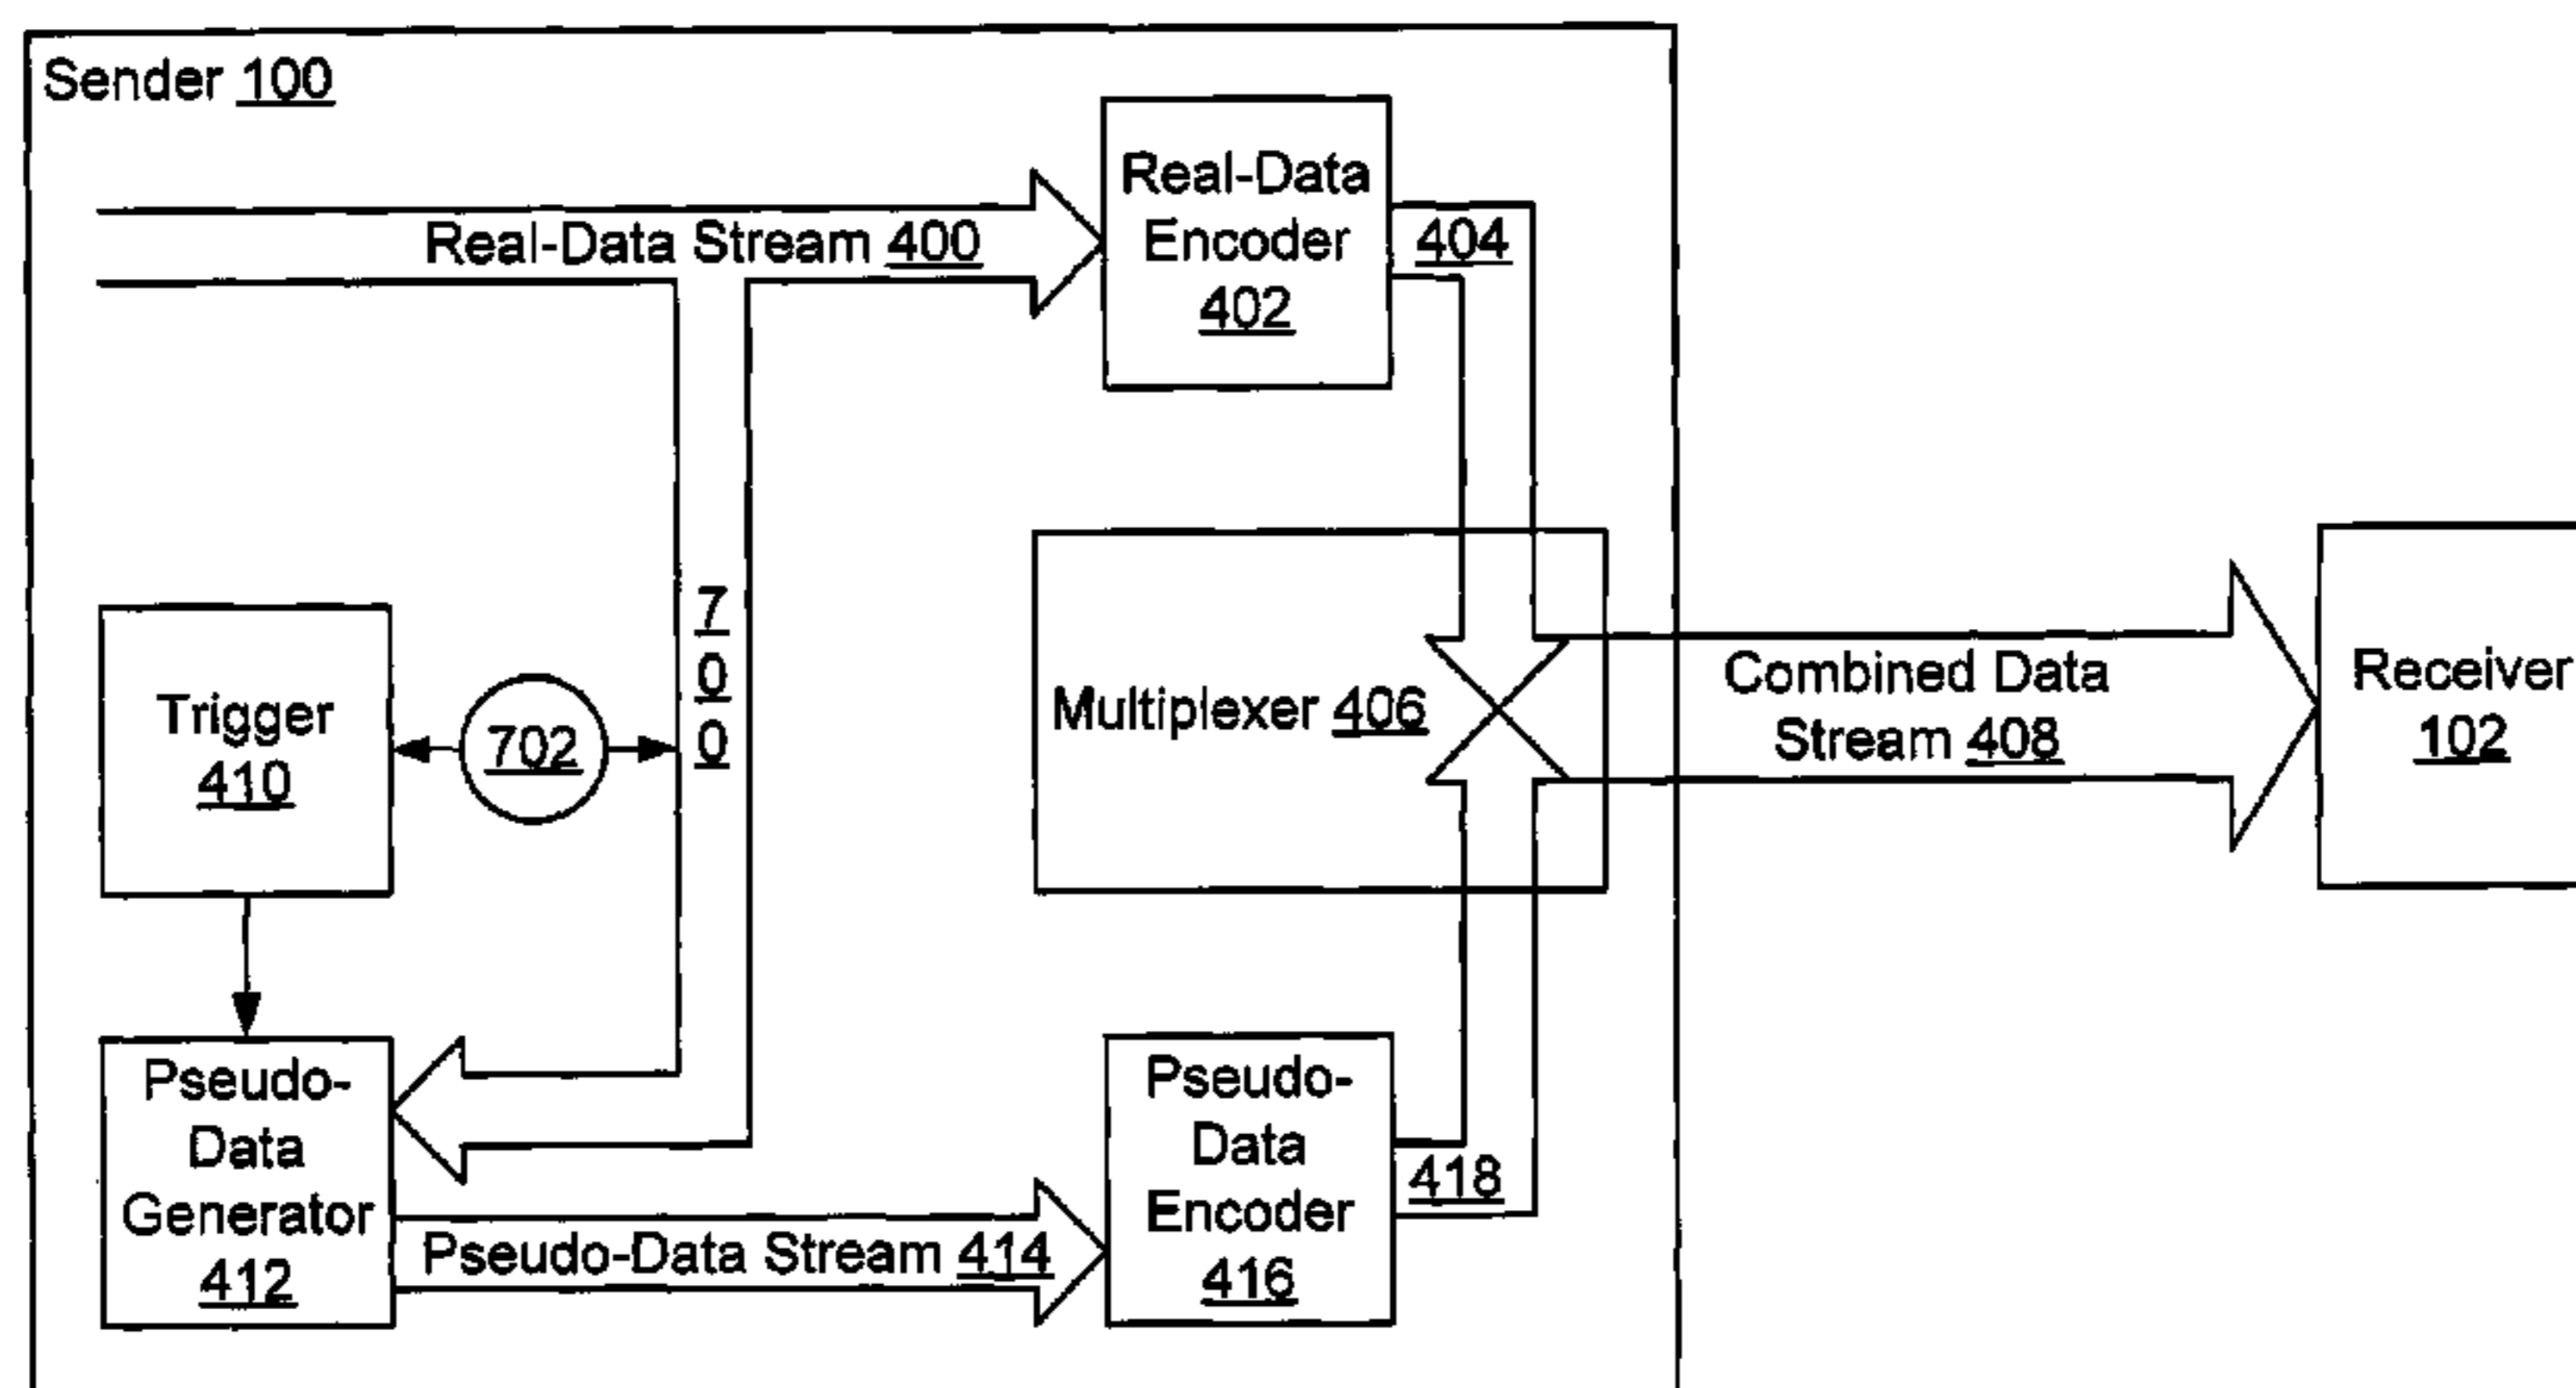 Sender 100
Real-Data
Encoder
402
Real-Data Stream 400
404
7
0
0
Trigger
410
702
Multiplexer 406
Combined Data
Stream 408
Receiver
102
Pseudo-
Data
Generator
412
Pseudo-Data Stream 414
Pseudo-
Data
Encoder
416
418